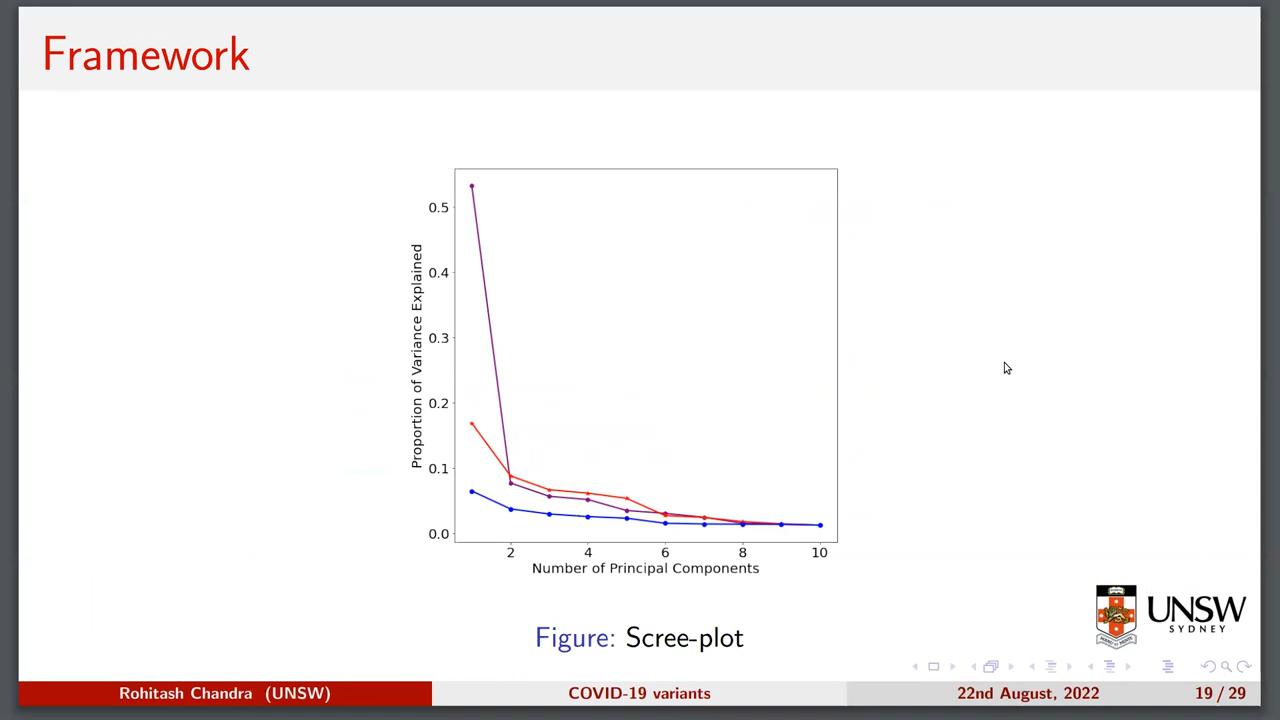 Framework
0.5
0.4
0.3
0.2
0.1
0.0
Proportion of Variance Explained
2 4 6 8 10
Number of Principal Components
UNSW
SYDNEY
Figure: Scree-plot
Rohitash Chandra (UNSW) COVID-19 variants 22nd August, 2022 19 / 29